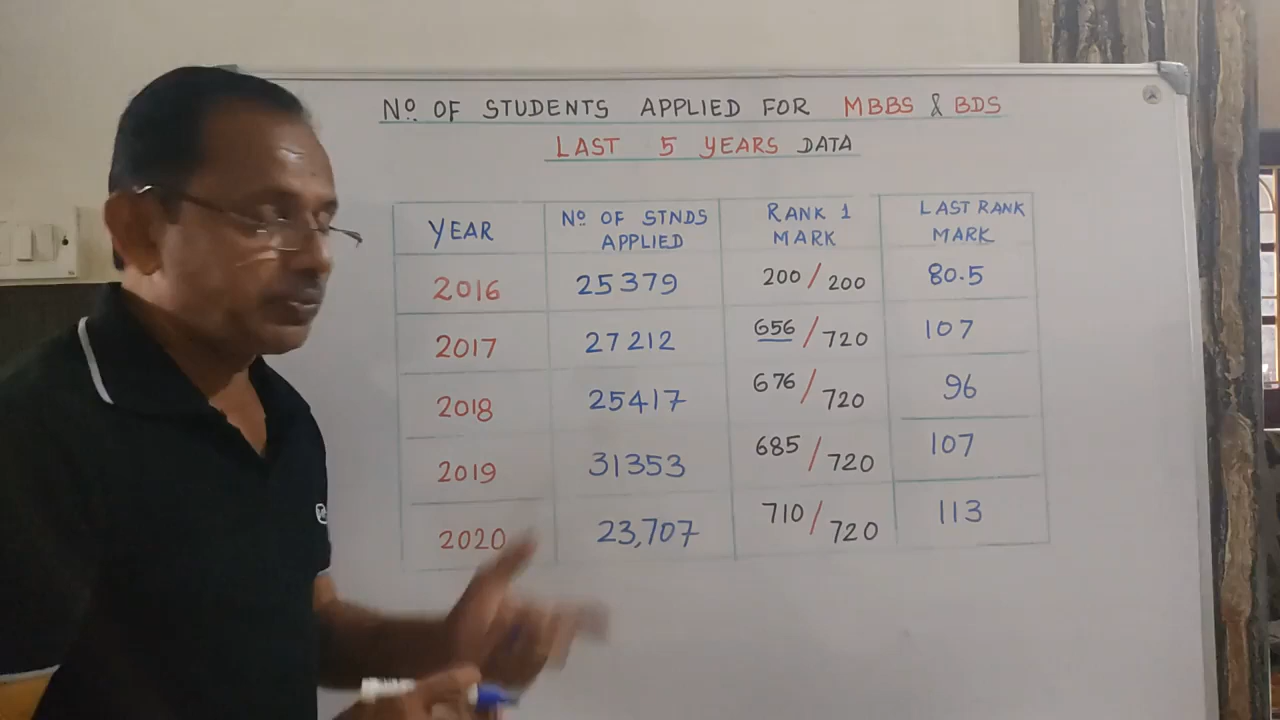 Nº. OF STUDENTS APPLIED FOR MBBS & BDS
LAST 5 YEARS DATA
YEAR Nº OF STNDS APPLIED RANK 1 MARK LAST RANK MARK
2016 25379 200/200 80.5
2017 27212 656/720 107
2018 25417 676/720 96
2019 31353 685/720 107
2020 23,707 710/720 113